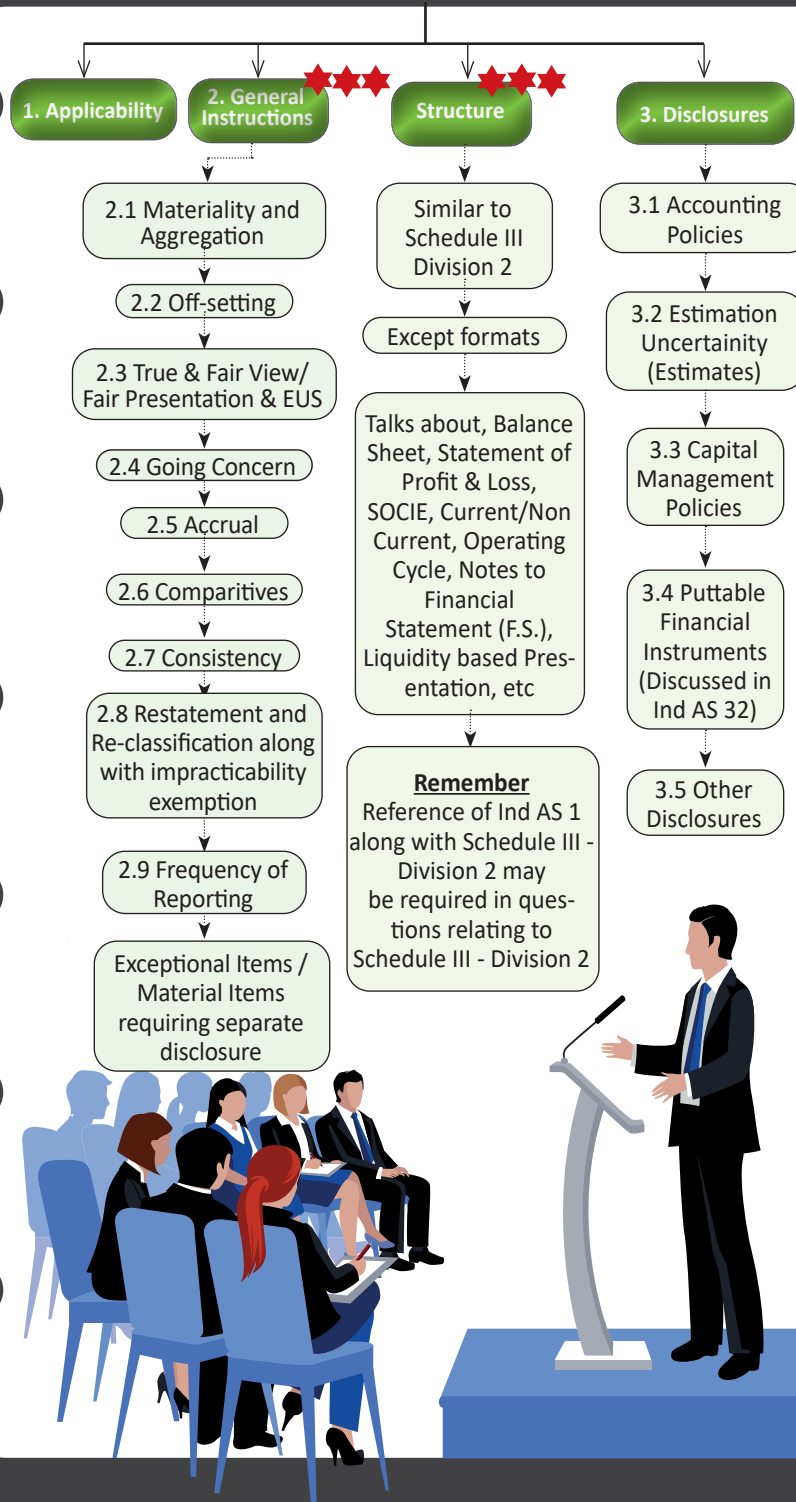 1. Applicability
2. General
Instructions
Structure
3. Disclosures
2.1 Materiality and
Aggregation
2.2 Off-setting
2.3 True & Fair View/
Fair Presentation & EUS
2.4 Going Concern
2.5 Accrual
2.6 Comparitives
2.7 Consistency
2.8 Restatement and
Re-classification along
with impracticability
exemption
2.9 Frequency of
Reporting
Exceptional Items /
Material Items
requiring separate
disclosure
Similar to
Schedule III
Division 2
Except formats
Talks about, Balance
Sheet, Statement of
Profit & Loss,
SOCIE, Current/Non
Current, Operating
Cycle, Notes to
Financial
Statement (F.S.),
Liquidity based Pres-
entation, etc
Remember
Reference of Ind AS 1
along with Schedule III -
Division 2 may
be required in ques-
tions relating to
Schedule III - Division 2
3.1 Accounting
Policies
3.2 Estimation
Uncertainity
(Estimates)
3.3 Capital
Management
Policies
3.4 Puttable
Financial
Instruments
(Discussed in
Ind AS 32)
3.5 Other
Disclosures